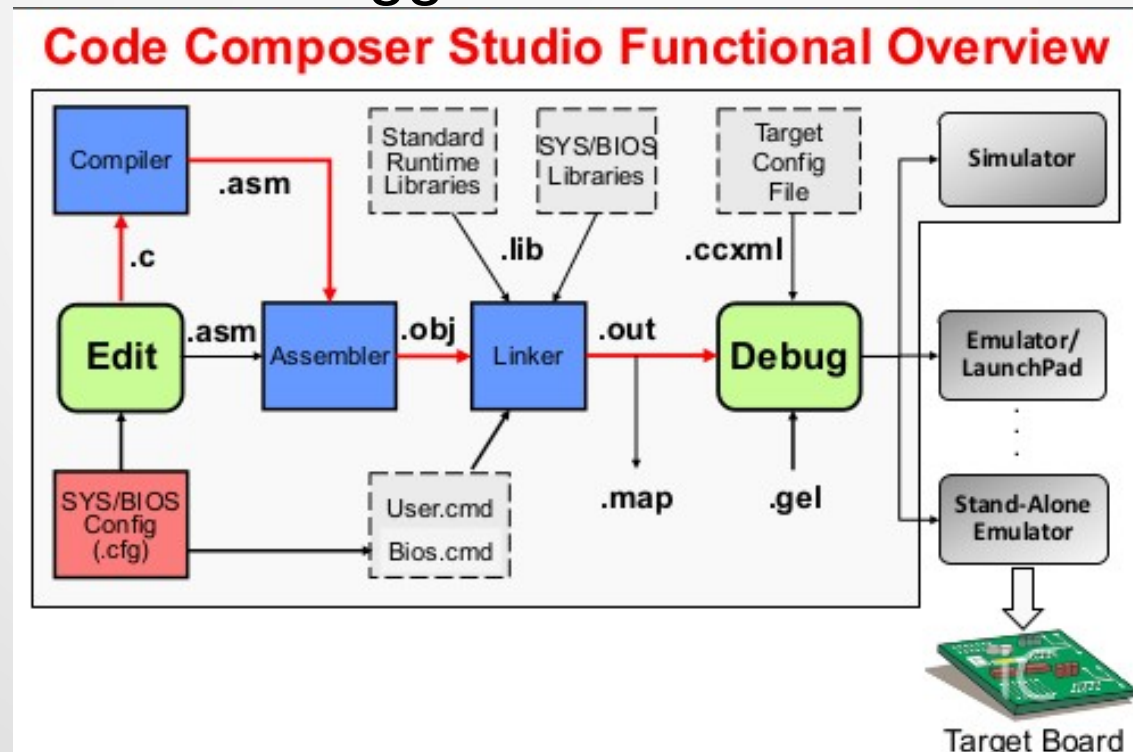 Code Composer Studio Functional Overview
Compiler
.asm
Standard
Runtime
Libraries
SYS/BIOS
Libraries
Target
Config
File
Simulator
.c
.lib
.ccxml
Edit
.asm
Assembler
.obj
Linker
.out
Debug
Emulator/
LaunchPad
SYS/BIOS
Config
(.cfg)
User.cmd
Bios.cmd
.map
.gel
Stand-Alone
Emulator
Target Board